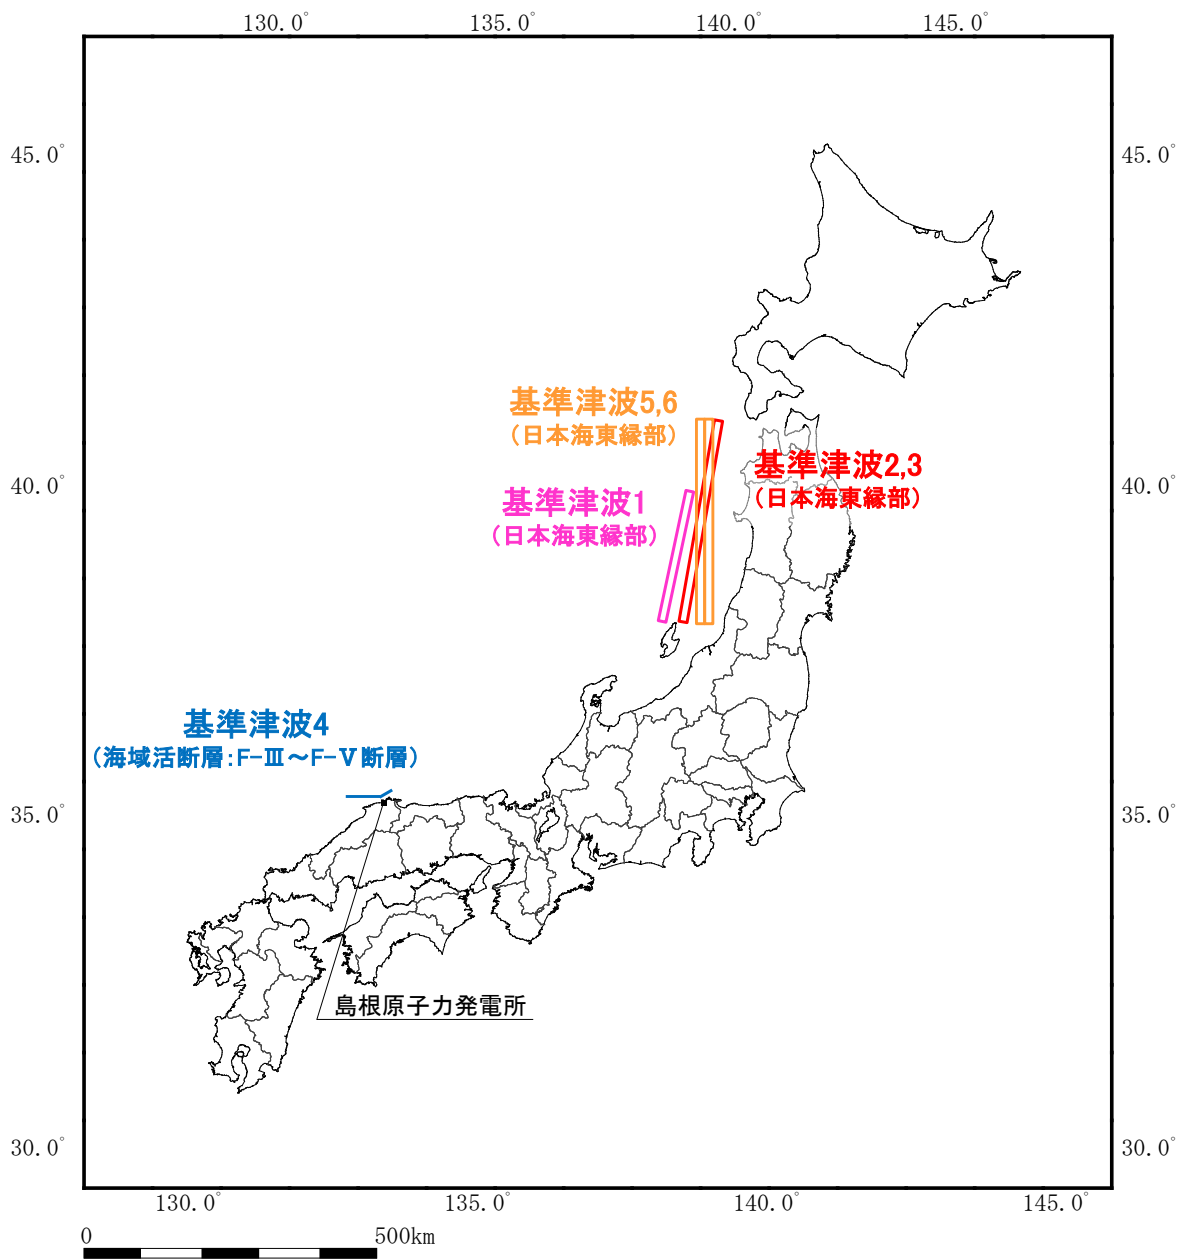 130.0° 135.0° 140.0° 145.0°
45.0° 45.0°
基準津波5,6
（日本海東縁部）
基準津波2,3
（日本海東縁部）
40.0° 40.0°
基準津波1
（日本海東縁部）
基準津波4
（海域活断層：F-Ⅲ～F-Ⅴ断層）
35.0° 35.0°
島根原子力発電所
30.0° 30.0°
130.0° 135.0° 140.0° 145.0°
0 500km